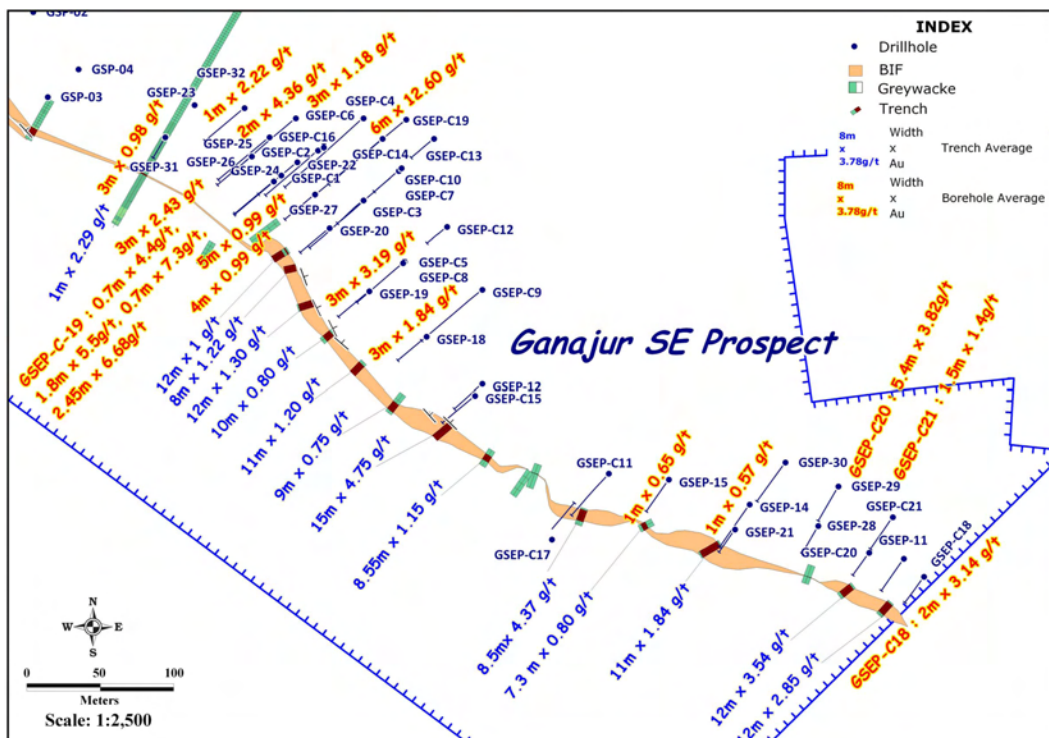 GSP-02
GSP-04
GSP-03
GSEP-32
GSEP-23
GSEP-31
GSEP-25
GSEP-26
GSEP-24
GSEP-C6
GSEP-C4
GSEP-C16
GSEP-C2
GSEP-22
GSEP-C1
GSEP-C19
GSEP-C14
GSEP-C13
GSEP-C10
GSEP-C7
GSEP-27
GSEP-C3
GSEP-20
GSEP-C12
GSEP-C5
GSEP-C8
GSEP-19
GSEP-C9
GSEP-18
GSEP-12
GSEP-C15
GSEP-C11
GSEP-C17
GSEP-15
GSEP-30
GSEP-14
GSEP-21
GSEP-29
GSEP-28
GSEP-C20
GSEP-C21
GSEP-11
GSEP-C18
1m x 2.22 g/t
2m x 4.36 g/t
3m x 1.18 g/t
6m x 12.60 g/t
3m x 0.98 g/t
1m x 2.29 g/t
3m x 2.43 g/t
GSEP-C-19 : 0.7m x 4.4g/t,
1.8m x 5.5g/t, 0.7m x 7.3g/t,
2.45m x 6.68g/t
5m x 0.99 g/t
4m x 0.99 g/t
3m x 3.19 g/t
3m x 1.84 g/t
12m x 1 g/t
8m x 1.22 g/t
12m x 1.30 g/t
10m x 0.80 g/t
11m x 1.20 g/t
9m x 0.75 g/t
15m x 4.75 g/t
8.55m x 1.15 g/t
8.5mx 4.37 g/t
7.3 m x 0.80 g/t
11m x 1.84 g/t
12m x 3.54 g/t
12m x 2.85 g/t
1m x 0.65 g/t
1m x 0.57 g/t
GSEP-C20 : 5.4m x 3.82g/t
GSEP-C21 : 1.5m x 1.4g/t
GSEP-C18 : 2m x 3.14 g/t
Ganajur SE Prospect
INDEX
Drillhole
BIF
Greywacke
Trench
8m Width
x x Trench Average
3.78g/t Au
8m Width
x x Borehole Average
3.78g/t Au
N
W E
S
0 50 100
Meters
Scale: 1:2,500